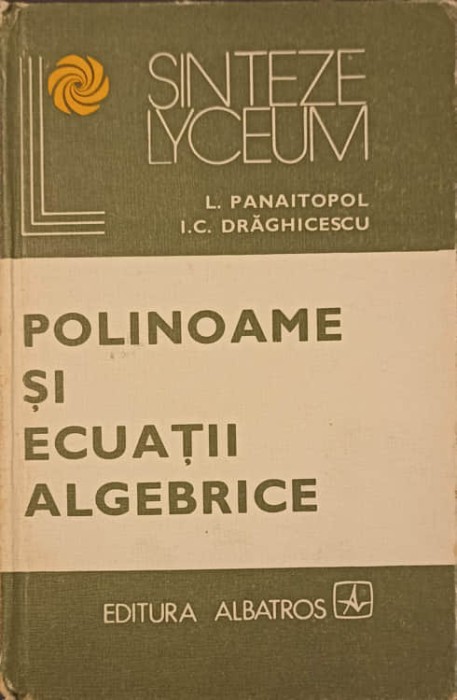 SINTEZE
LYCEUM
L. PANAITOPOL
I.C. DRĂGHICESCU
POLINOAME
ȘI
ECUAȚII
ALGEBRICE
EDITURA ALBATROS